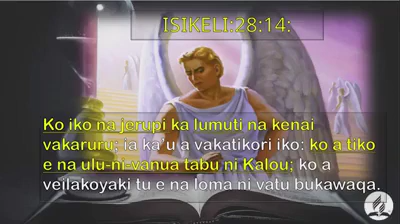 ISIKELI:28:14:
Ko iko na jerupi ka lumuti na kenai
vakaruru; ia ka'u a vakatikori iko: ko a tiko
e na ulu-ni-vanua tabu ni Kalou; ko a
veilakoyaki tu e na loma ni vatu bukawaqa.